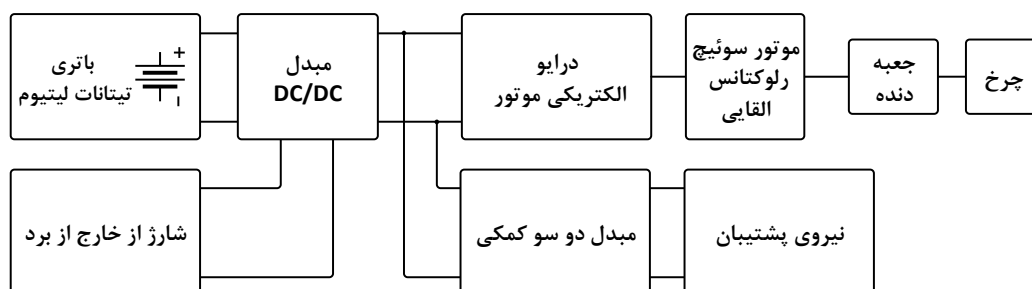 باتری
تیتانات لیتیوم
+
مبدل
DC/DC
درایو
الکتریکی موتور
موتور سوئیچ
رلوکتانس
القایی
جعبه
دنده
چرخ
شارژ از خارج از برد
مبدل دو سو کمکی
نیروی پشتیبان